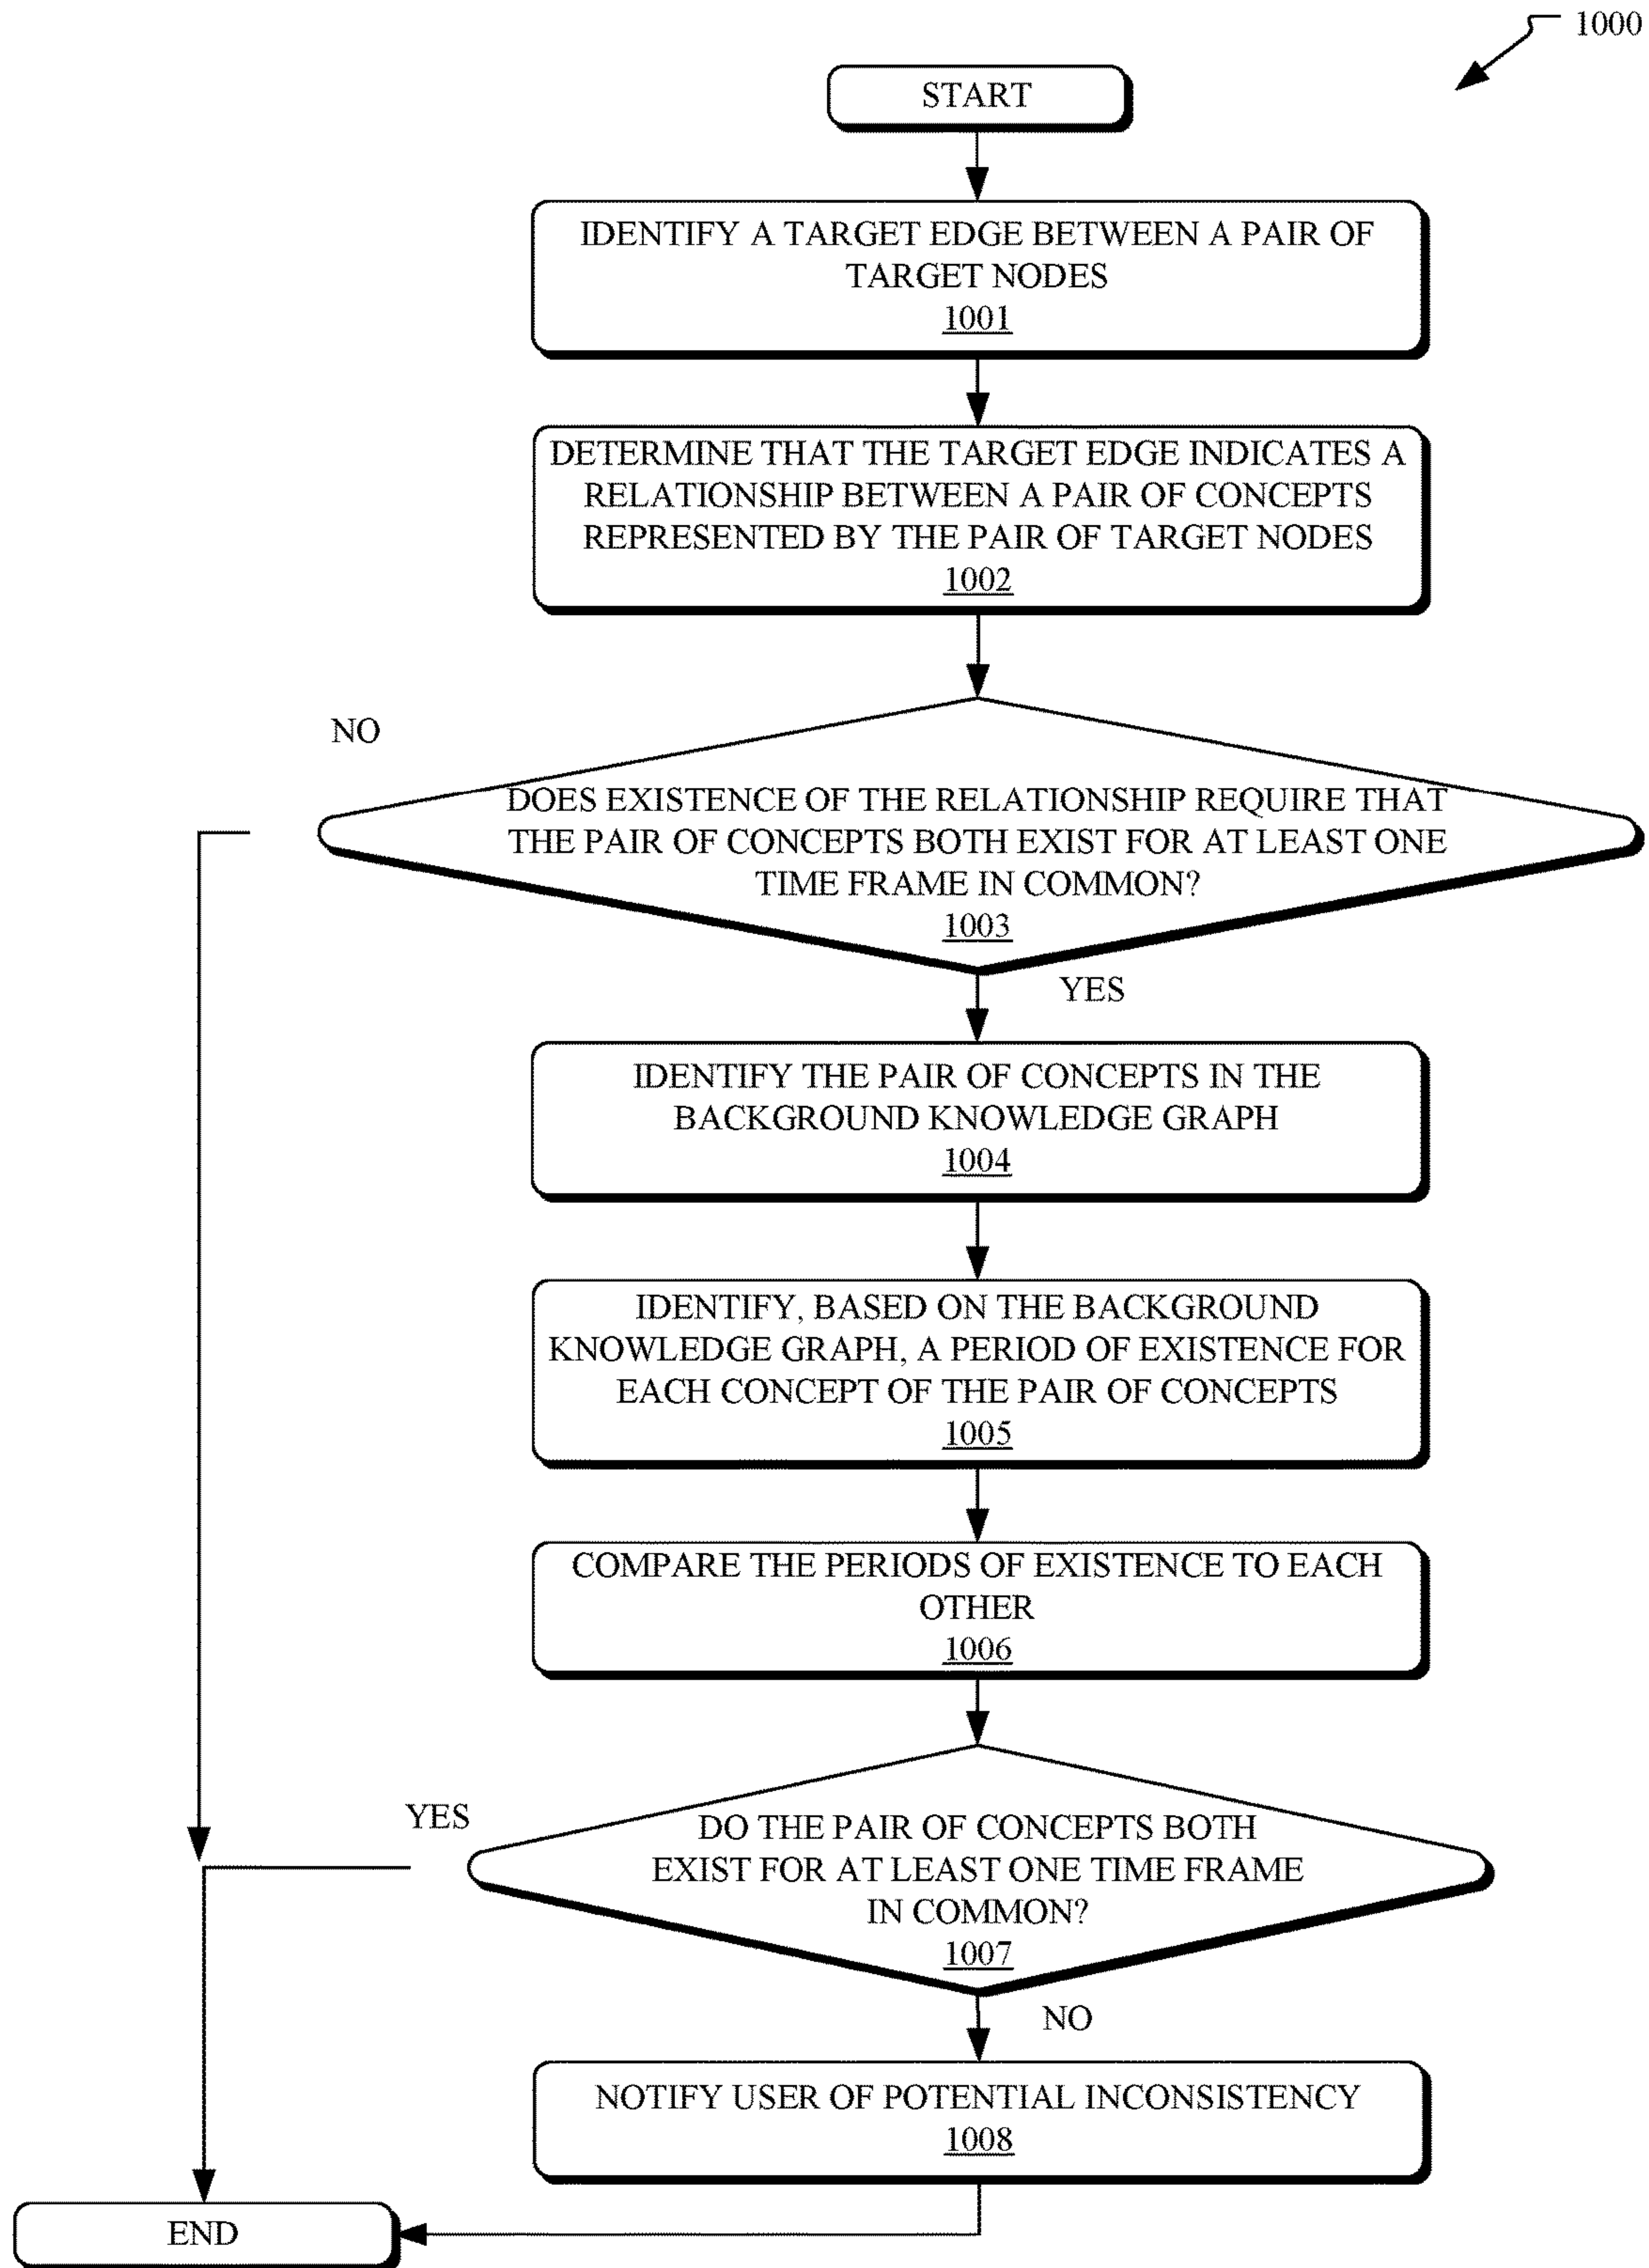 1000
START
IDENTIFY A TARGET EDGE BETWEEN A PAIR OF
TARGET NODES
1001
DETERMINE THAT THE TARGET EDGE INDICATES A
RELATIONSHIP BETWEEN A PAIR OF CONCEPTS
REPRESENTED BY THE PAIR OF TARGET NODES
1002
NO
DOES EXISTENCE OF THE RELATIONSHIP REQUIRE THAT
THE PAIR OF CONCEPTS BOTH EXIST FOR AT LEAST ONE
TIME FRAME IN COMMON?
1003
YES
IDENTIFY THE PAIR OF CONCEPTS IN THE
BACKGROUND KNOWLEDGE GRAPH
1004
IDENTIFY, BASED ON THE BACKGROUND
KNOWLEDGE GRAPH, A PERIOD OF EXISTENCE FOR
EACH CONCEPT OF THE PAIR OF CONCEPTS
1005
COMPARE THE PERIODS OF EXISTENCE TO EACH
OTHER
1006
YES
DO THE PAIR OF CONCEPTS BOTH
EXIST FOR AT LEAST ONE TIME FRAME
IN COMMON?
1007
NO
NOTIFY USER OF POTENTIAL INCONSISTENCY
1008
END